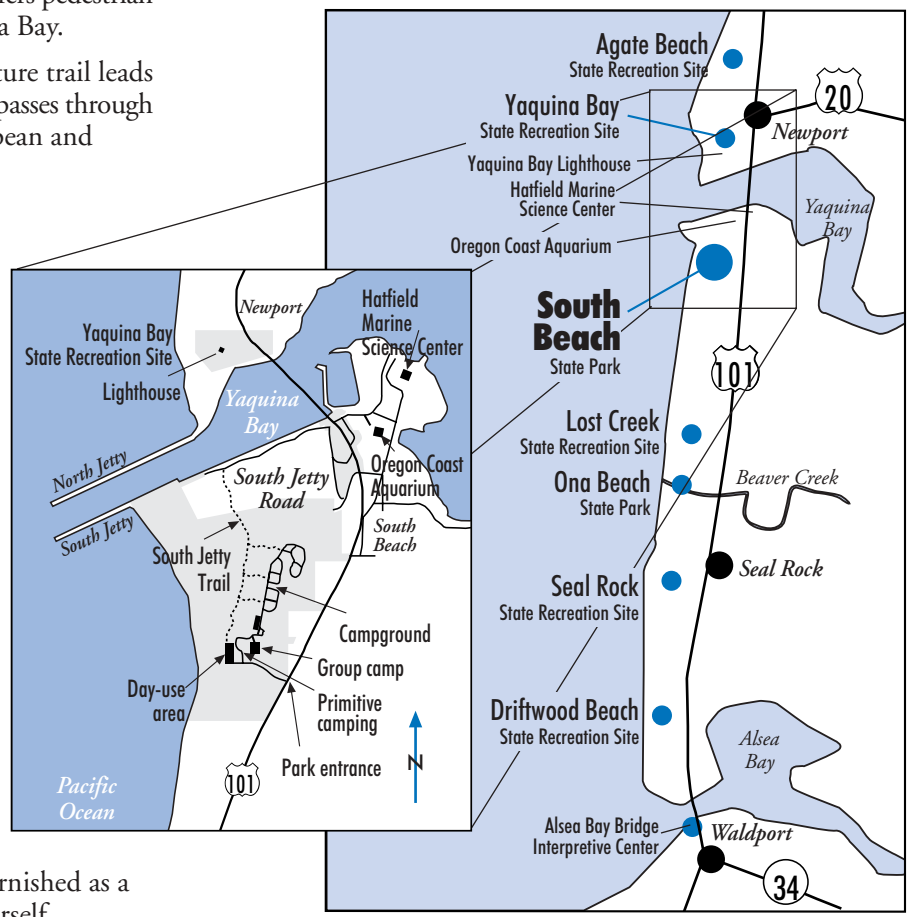 fers pedestrian
a Bay.
ture trail leads
passes through
bean and
Agate Beach
State Recreation Site
20
Yaquina Bay
State Recreation Site
Newport
Yaquina Bay Lighthouse
Hatfield Marine
Science Center
Yaquina
Bay
Oregon Coast Aquarium
South
Beach
State Park
101
Lost Creek
State Recreation Site
Ona Beach
State Park
Beaver Creek
Seal Rock
State Recreation Site
Seal Rock
Driftwood Beach
State Recreation Site
Alsea
Bay
Alsea Bay Bridge
Interpretive Center
Waldport
34
Newport
Hatfield
Marine
Science Center
Yaquina Bay
State Recreation Site
Lighthouse
Yaquina
Bay
North Jetty
South Jetty
South Jetty
Road
Oregon Coast
Aquarium
South
Beach
South Jetty
Trail
Campground
Group camp
Day-use
area
Primitive
camping
Park entrance
N
101
Pacific
Ocean
rnished as a